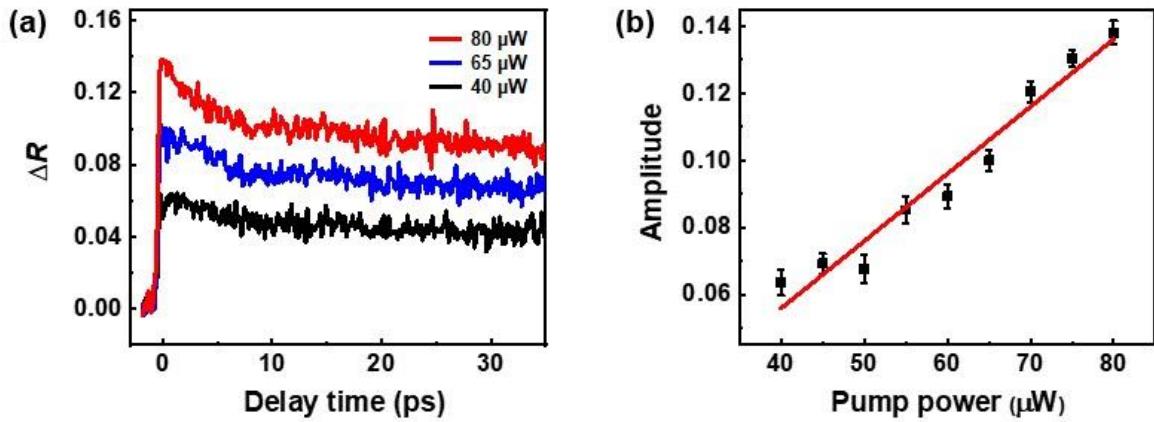 (a)
0.16
0.12
0.08
0.04
0.00
ΔR
80 µW
65 µW
40 µW
0
10
20
30
Delay time (ps)
(b)
0.14
0.12
0.10
0.08
0.06
Amplitude
40
50
60
70
80
Pump power (µW)